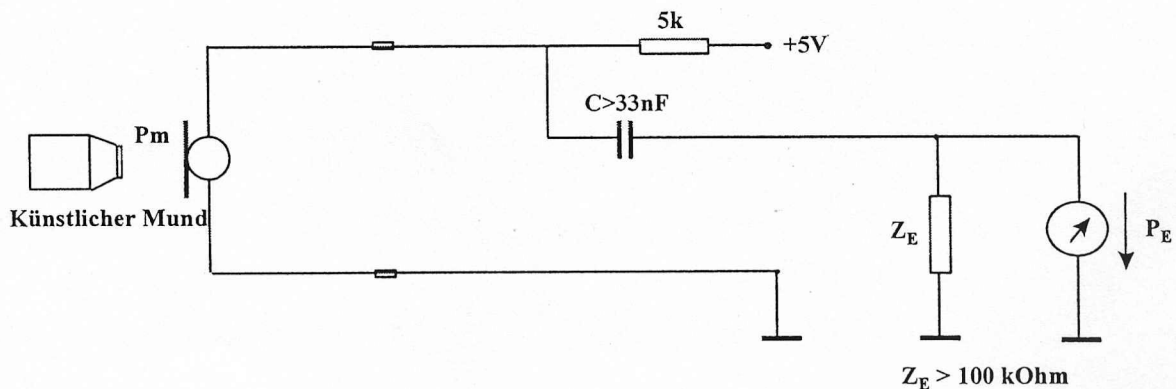 5k
+5V
C>33nF
Pm
Künstlicher Mund
Z_E
P_E
Z_E > 100 kOhm